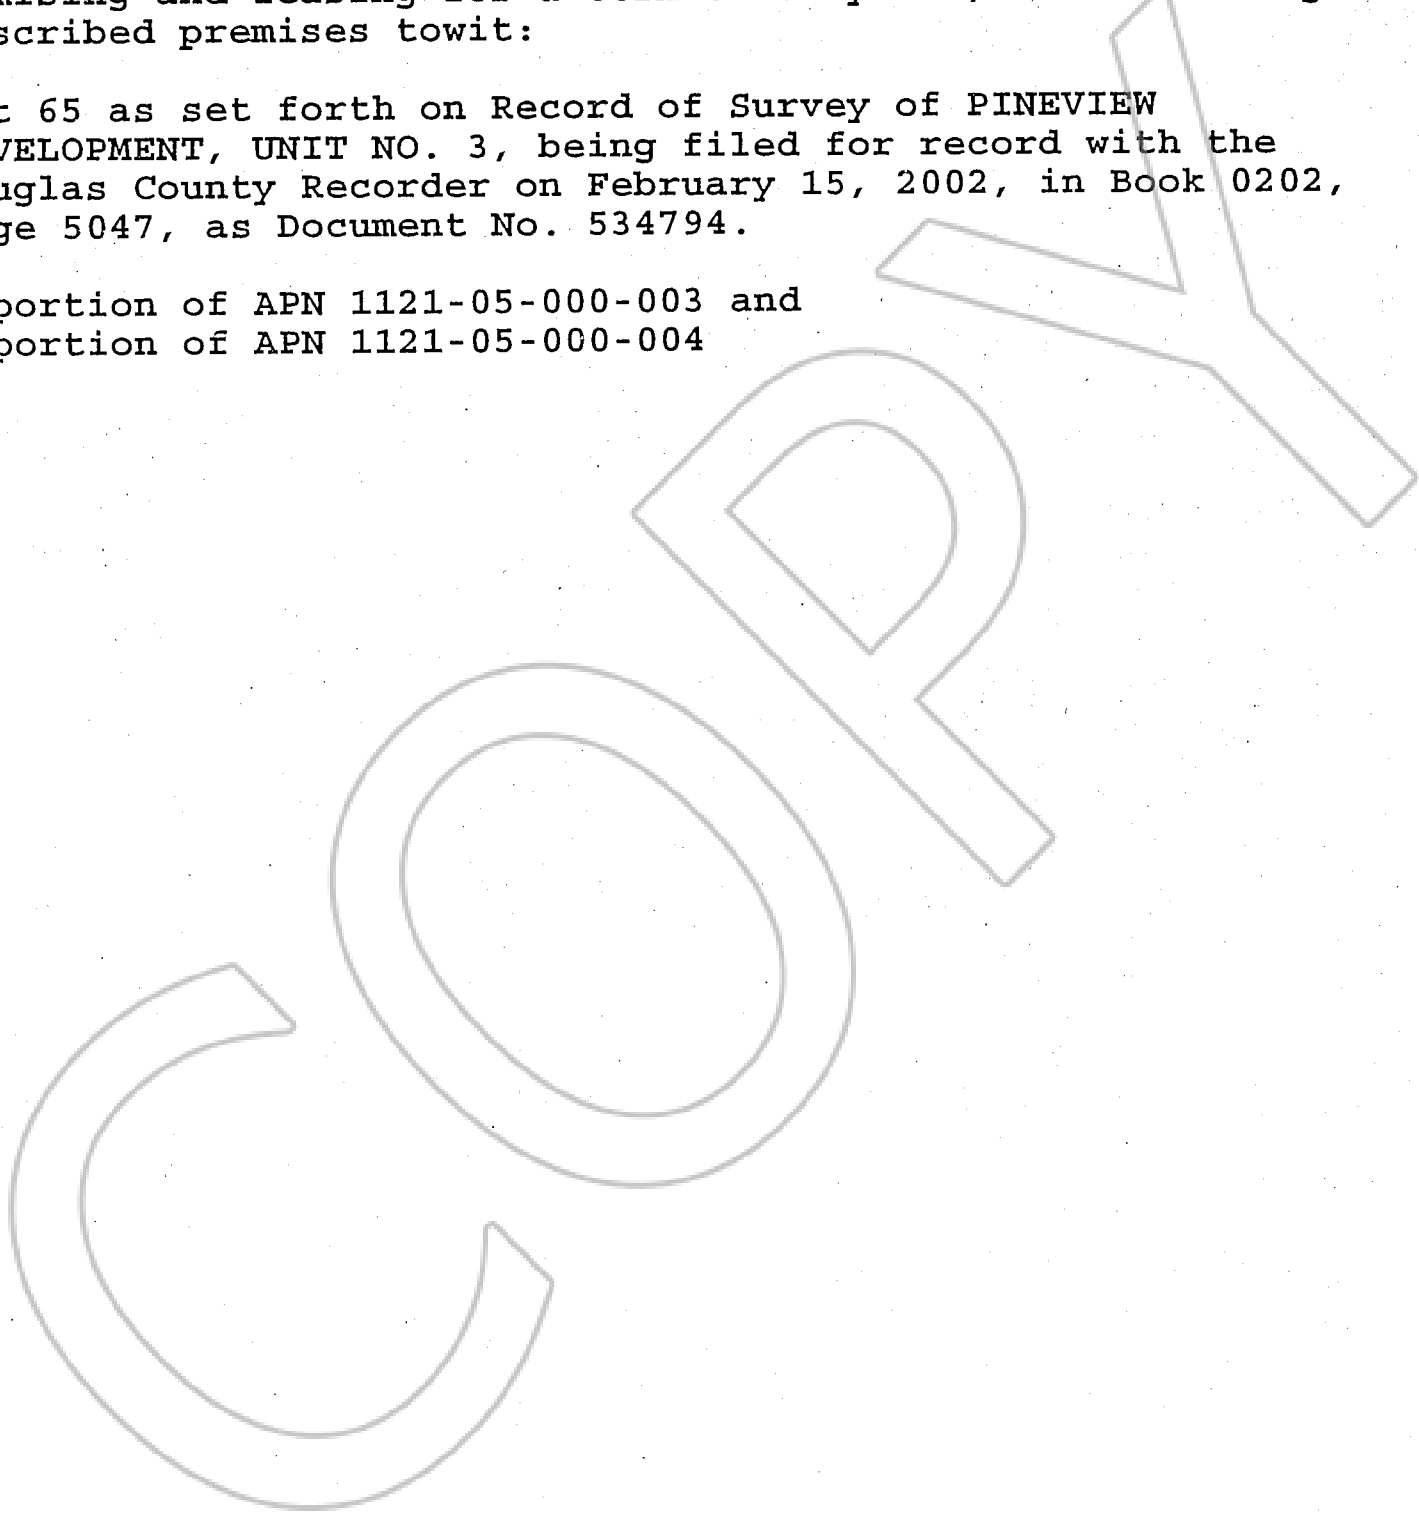 scribed premises towit:
65 as set forth on Record of Survey of PINEVIEW
VELOPMENT, UNIT NO. 3, being filed for record with the
uglas County Recorder on February 15, 2002, in Book 0202,
ge 5047, as Document No. 534794.
portion of APN 1121-05-000-003 and
portion of APN 1121-05-000-004
COPY